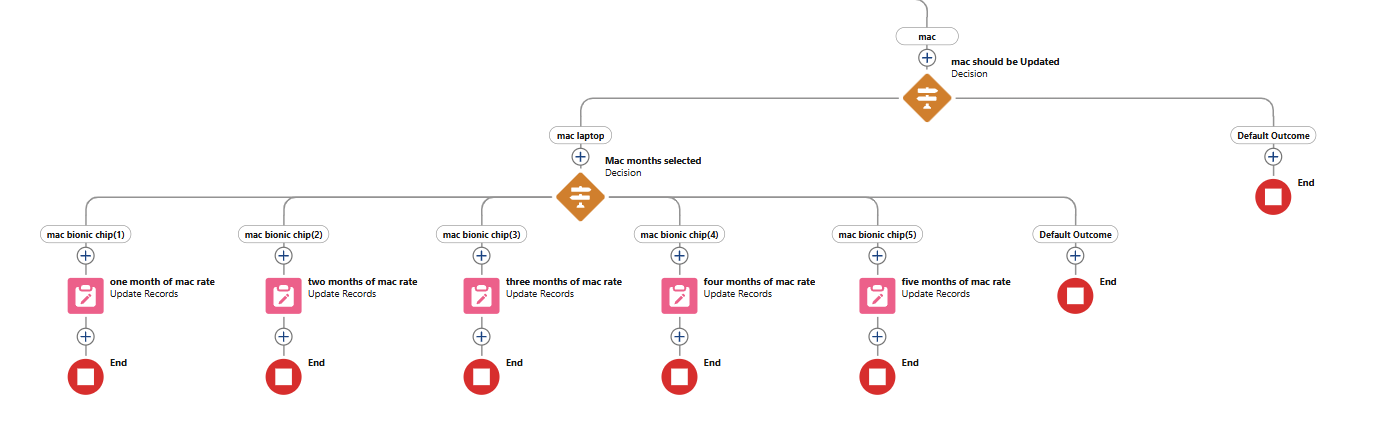 mac
mac should be Updated
Decision
mac laptop
Default Outcome
Mac months selected
Decision
End
mac bionic chip(1)
mac bionic chip(2)
mac bionic chip(3)
mac bionic chip(4)
mac bionic chip(5)
Default Outcome
one month of mac rate
Update Records
two months of mac rate
Update Records
three months of mac rate
Update Records
four months of mac rate
Update Records
five months of mac rate
Update Records
End
End
End
End
End
End